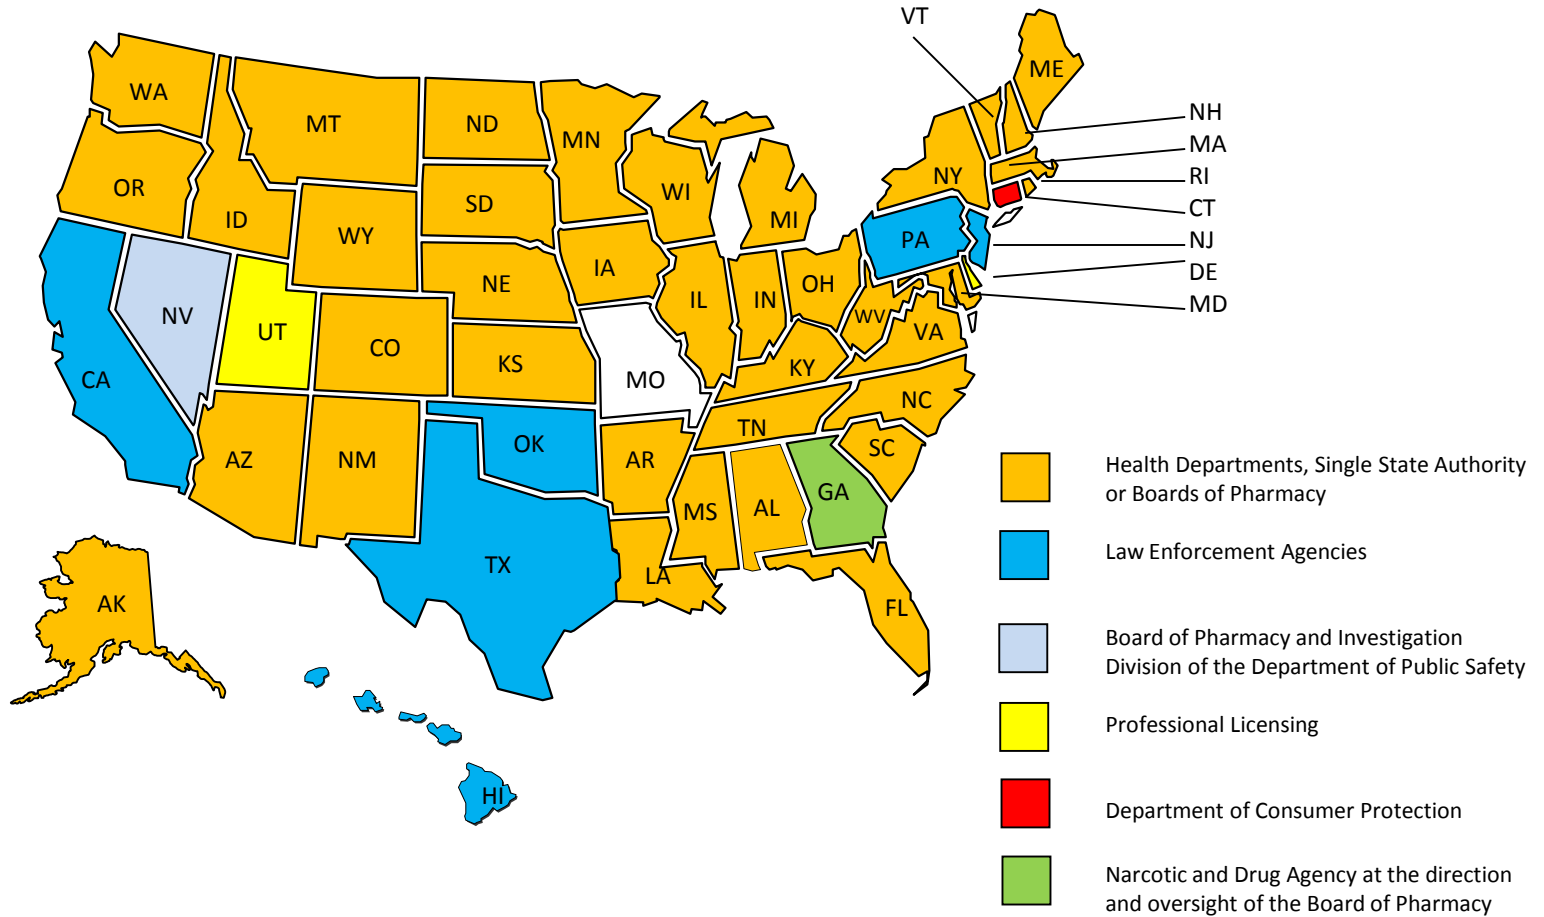 VT
ME
WA
MT
ND
MN
NH
MA
OR
ID
SD
WI
MI
NY
RI
CT
WY
PA
NJ
NE
IA
IL
IN
OH
DE
MD
NV
UT
CO
KS
MO
KY
WV
VA
CA
AZ
NM
OK
AR
TN
NC
SC
TX
LA
MS
AL
GA
FL
AK
HI
Health Departments, Single State Authority
or Boards of Pharmacy
Law Enforcement Agencies
Board of Pharmacy and Investigation
Division of the Department of Public Safety
Professional Licensing
Department of Consumer Protection
Narcotic and Drug Agency at the direction
and oversight of the Board of Pharmacy